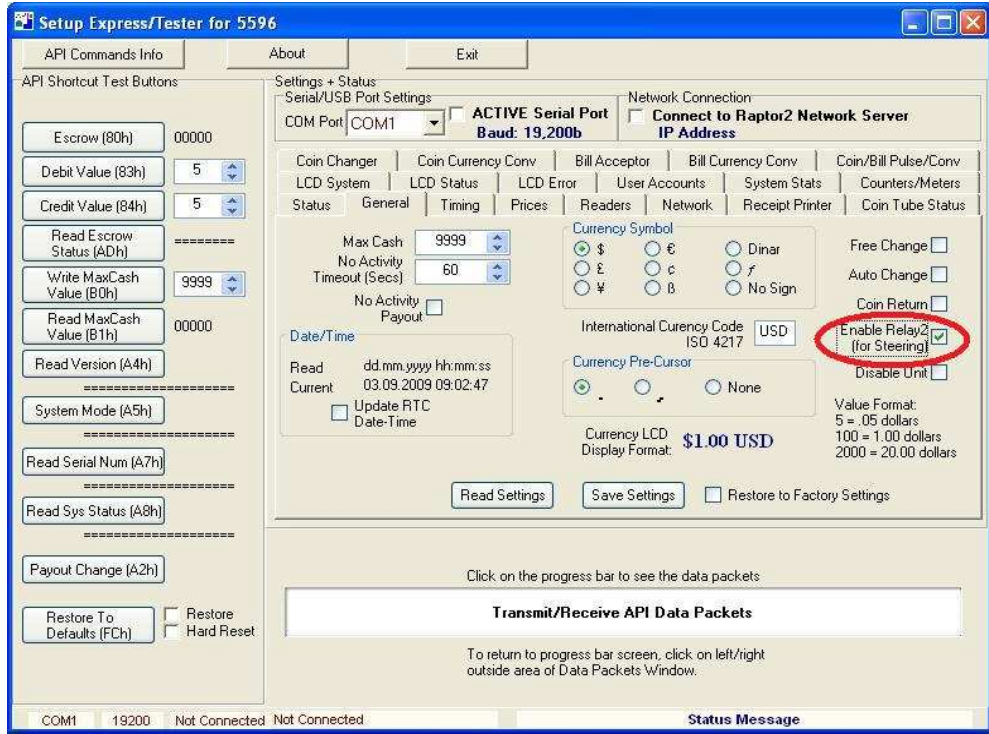 Setup Express/Tester for 5596
API Commands Info
About
Exit
API Shortcut Test Buttons
Escrow (80h)
00000
Debit Value (83h)
5
Credit Value (84h)
5
Read Escrow
Status (ADh)
========
Write MaxCash
Value (B0h)
9999
Read MaxCash
Value (B1h)
00000
Read Version (A4h)
====================
System Mode (A5h)
====================
Read Serial Num (A7h)
====================
Read Sys Status (A8h)
====================
Payout Change (A2h)
Restore To
Defaults (FCh)
Restore
Hard Reset
Settings + Status
Serial/USB Port Settings
COM Port
COM1
ACTIVE Serial Port
Baud: 19,200b
Network Connection
Connect to Raptor2 Network Server
IP Address
Coin Changer
Coin Currency Conv
Bill Acceptor
Bill Currency Conv
Coin/Bill Pulse/Conv
LCD System
LCD Status
LCD Error
User Accounts
System Stats
Counters/Meters
Status
General
Timing
Prices
Readers
Network
Receipt Printer
Coin Tube Status
Max Cash
9999
No Activity
Timeout (Secs)
60
No Activity
Payout
Date/Time
Read
Current
dd.mm.yyyy hh:mm:ss
03.09.2009 09:02:47
Update RTC
Date-Time
Currency Symbol
$
€
Dinar
£
¢
ƒ
¥
ß
No Sign
International Curency Code
ISO 4217
USD
Currency Pre-Cursor
.
,
None
Currency LCD
Display Format:
$1.00 USD
Free Change
Auto Change
Coin Return
Enable Relay2
(for Steering)
Disable Unit
Value Format:
5 = .05 dollars
100 = 1.00 dollars
2000 = 20.00 dollars
Read Settings
Save Settings
Restore to Factory Settings
Click on the progress bar to see the data packets
Transmit/Receive API Data Packets
To return to progress bar screen, click on left/right
outside area of Data Packets Window.
COM1
19200
Not Connected
Not Connected
Status Message